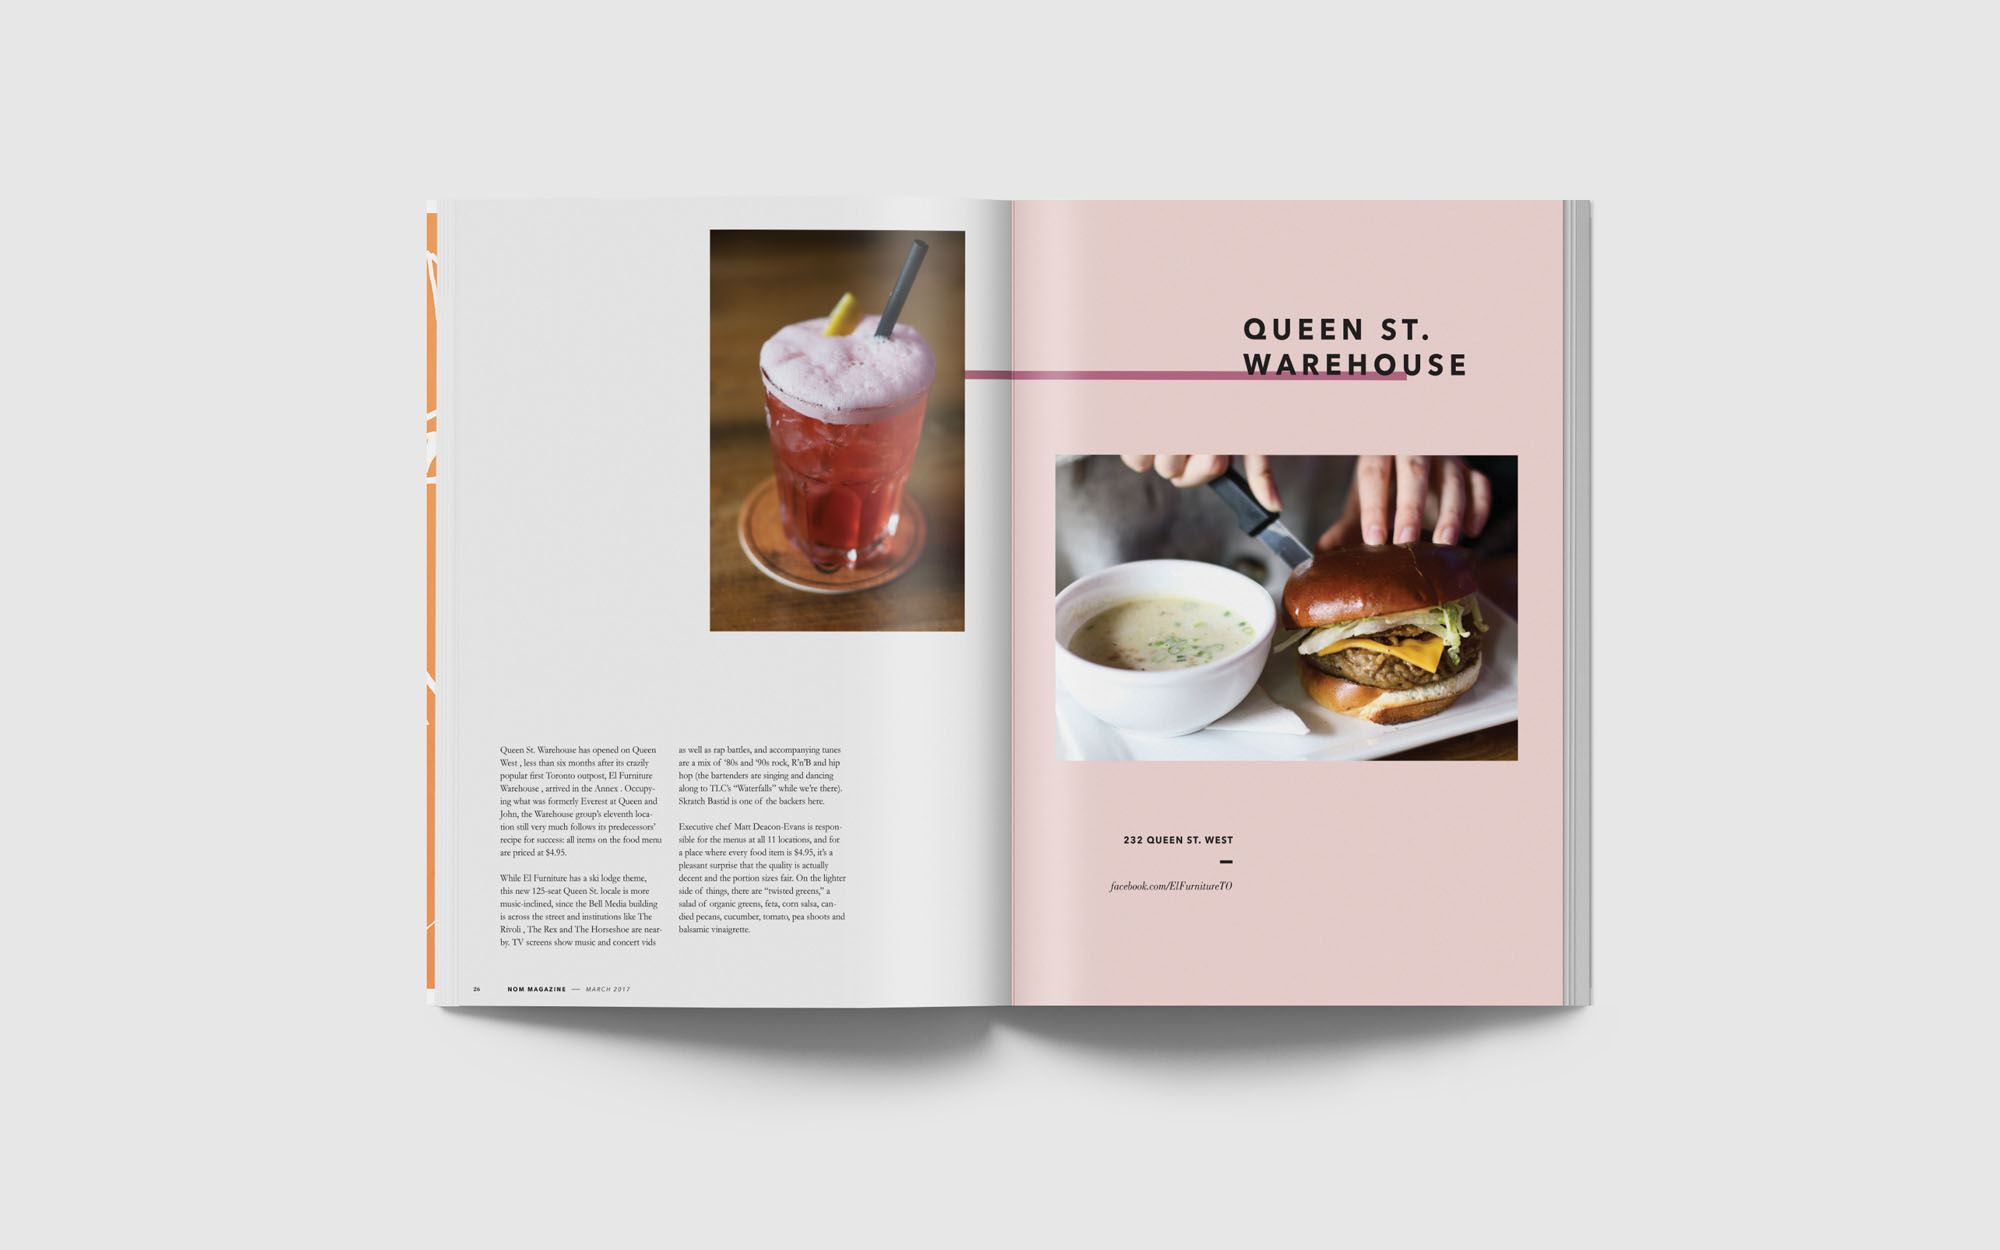 Queen St. Warehouse has opened on Queen
West , less than six months after its crazily
popular first Toronto outpost, El Furniture
Warehouse , arrived in the Annex . Occupy-
ing what was formerly Everest at Queen and
John, the Warehouse group's eleventh loca-
tion still very much follows its predecessors'
recipe for success: all items on the food menu
are priced at $4.95.
While El Furniture has a ski lodge theme,
this new 125-seat Queen St. locale is more
music-inclined, since the Bell Media building
is across the street and institutions like The
Rivoli , The Rex and The Horseshoe are near-
by. TV screens show music and concert vids
as well as rap battles, and accompanying tunes
are a mix of '80s and '90s rock, R'n'B and hip
hop (the bartenders are singing and dancing
along to TLC's “Waterfalls” while we're there).
Skratch Bastid is one of the backers here.
Executive chef Matt Deacon-Evans is respon-
sible for the menus at all 11 locations, and for
a place where every food item is $4.95, it's a
pleasant surprise that the quality is actually
decent and the portion sizes fair. On the lighter
side of things, there are “twisted greens,” a
salad of organic greens, feta, corn salsa, can-
died pecans, cucumber, tomato, pea shoots and
balsamic vinaigrette.
26 NOM MAGAZINE — MARCH 2017
QUEEN ST.
WAREHOUSE
232 QUEEN ST. WEST
facebook.com/ElFurnitureTO